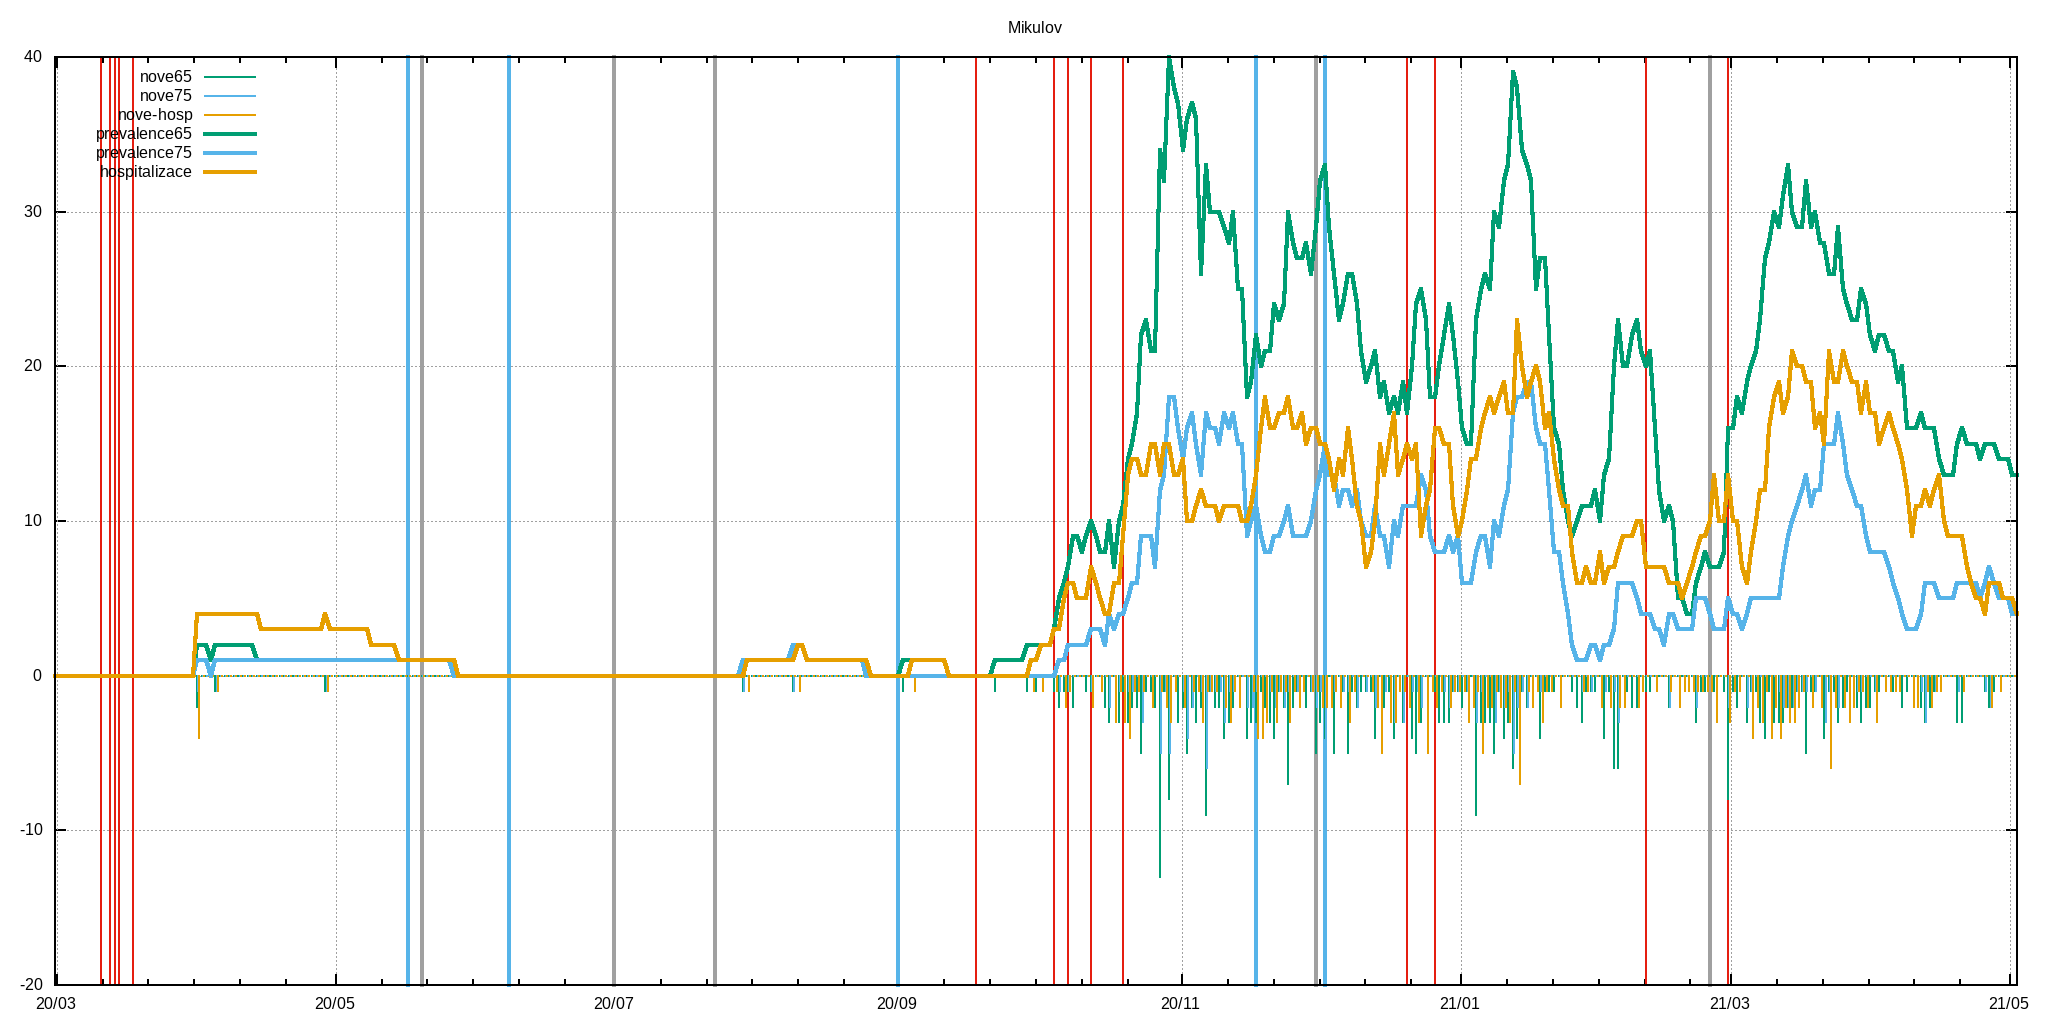 Mikulov
40
nove65
nove75
nove-hosp
prevalence65
prevalence75
hospitalizace
30
20
10
0
-10
-20
20/03 20/05 20/07 20/09 20/11 21/01 21/03 21/05